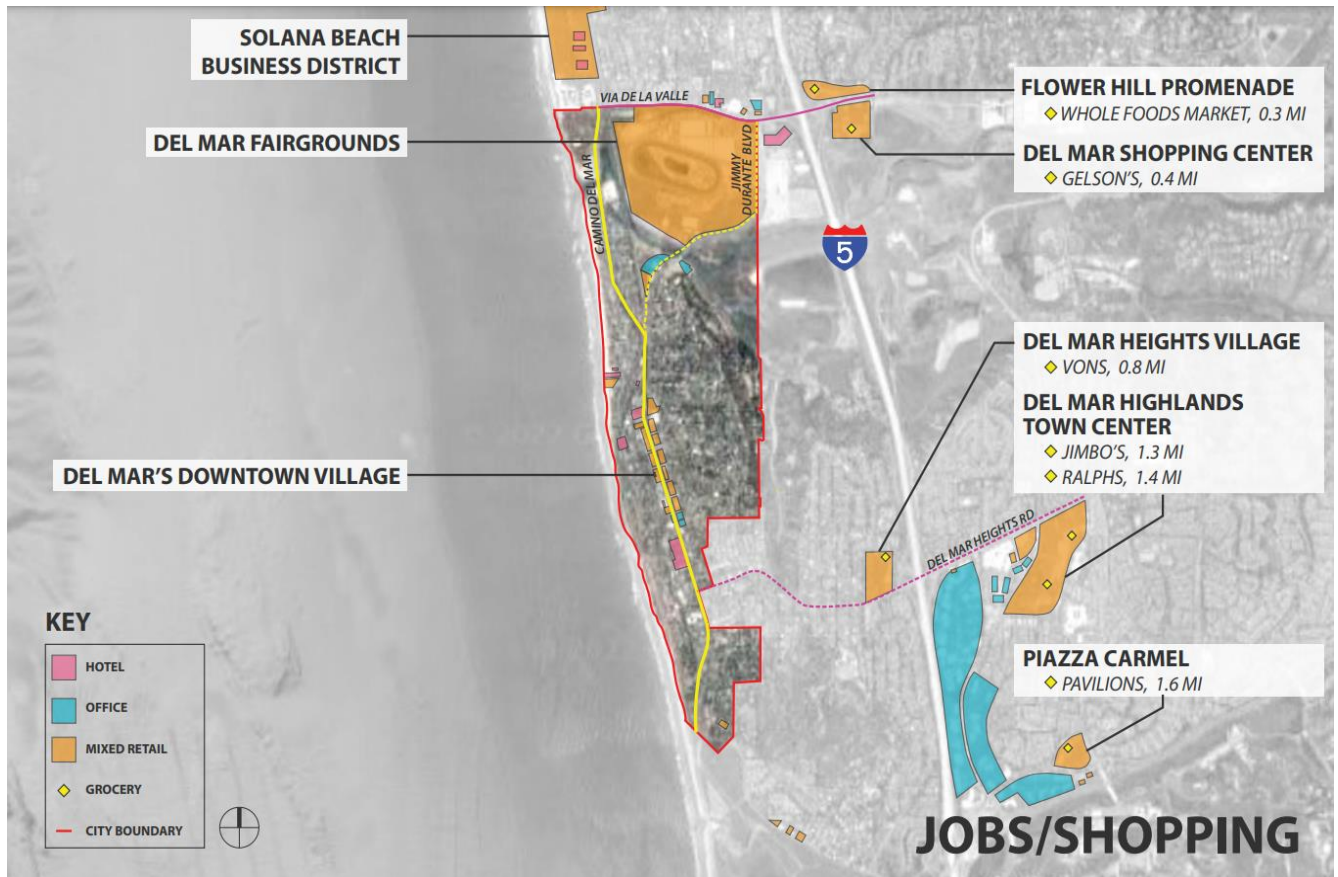 SOLANA BEACH
BUSINESS DISTRICT
VIA DE LA VALLE
DEL MAR FAIRGROUNDS
CAMINO DEL MAR
JIMMY
DURANTE BLVD
5
FLOWER HILL PROMENADE
WHOLE FOODS MARKET, 0.3 MI
DEL MAR SHOPPING CENTER
GELSON'S, 0.4 MI
DEL MAR HEIGHTS VILLAGE
VONS, 0.8 MI
DEL MAR HIGHLANDS
TOWN CENTER
JIMBO'S, 1.3 MI
RALPHS, 1.4 MI
DEL MAR'S DOWNTOWN VILLAGE
DEL MAR HEIGHTS RD
PIAZZA CARMEL
PAVILIONS, 1.6 MI
KEY
HOTEL
OFFICE
MIXED RETAIL
GROCERY
CITY BOUNDARY
JOBS/SHOPPING